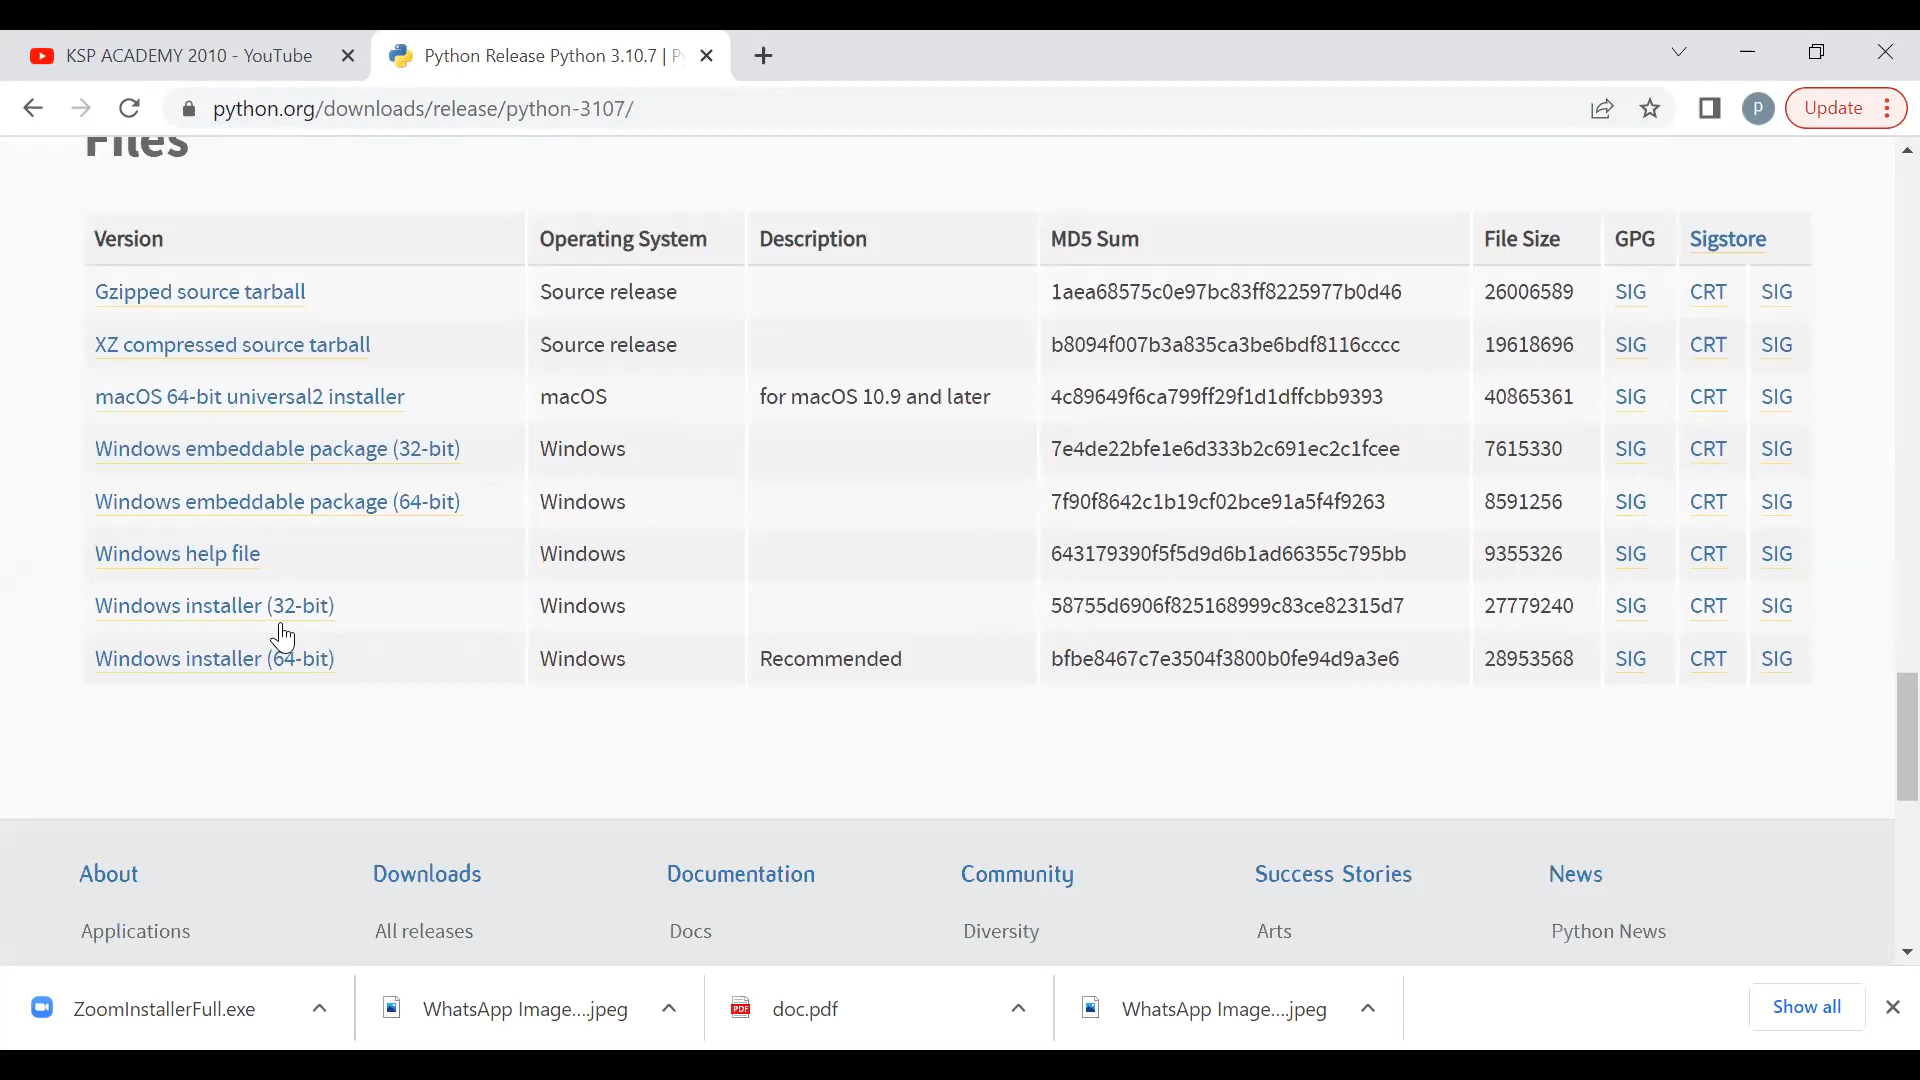 KSP ACADEMY 2010 - YouTube
Python Release Python 3.10.7 | Py
python.org/downloads/release/python-3107/
p
Update
Files
Version Operating System Description MD5 Sum File Size GPG Sigstore
Gzipped source tarball Source release 1aea68575c0e97bc83ff8225977b0d46 26006589 SIG CRT SIG
XZ compressed source tarball Source release b8094f007b3a835ca3be6bdf8116cccc 19618696 SIG CRT SIG
macOS 64-bit universal2 installer macOS for macOS 10.9 and later 4c89649f6ca799ff29f1d1dffcbb9393 40865361 SIG CRT SIG
Windows embeddable package (32-bit) Windows 7e4de22bfe1e6d333b2c691ec2c1fcee 7615330 SIG CRT SIG
Windows embeddable package (64-bit) Windows 7f90f8642c1b19cf02bce91a5f4f9263 8591256 SIG CRT SIG
Windows help file Windows 643179390f5f5d9d6b1ad66355c795bb 9355326 SIG CRT SIG
Windows installer (32-bit) Windows 58755d6906f825168999c83ce82315d7 27779240 SIG CRT SIG
Windows installer (64-bit) Windows Recommended bfbe8467c7e3504f3800b0fe94d9a3e6 28953568 SIG CRT SIG
About Downloads Documentation Community Success Stories News
Applications All releases Docs Diversity Arts Python News
ZoomInstallerFull.exe WhatsApp Image....jpeg PDF doc.pdf WhatsApp Image....jpeg Show all